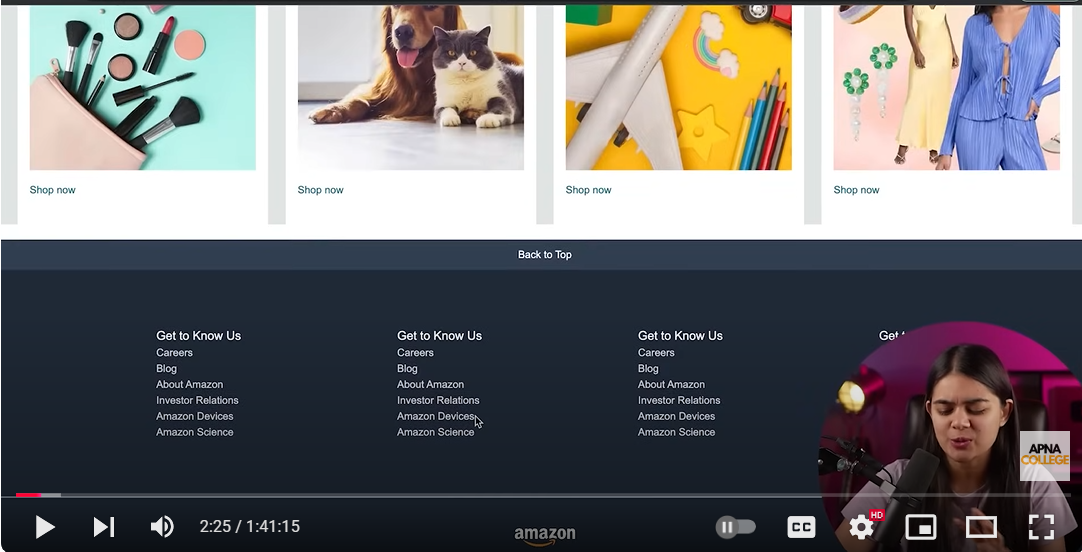 Shop now
Shop now
Shop now
Shop now
Back to Top
Get to Know Us
Careers
Blog
About Amazon
Investor Relations
Amazon Devices
Amazon Science
Get to Know Us
Careers
Blog
About Amazon
Investor Relations
Amazon Devices
Amazon Science
Get to Know Us
Careers
Blog
About Amazon
Investor Relations
Amazon Devices
Amazon Science
Get
APNA
COLLEGE
2:25 / 1:41:15
amazon
CC
HD